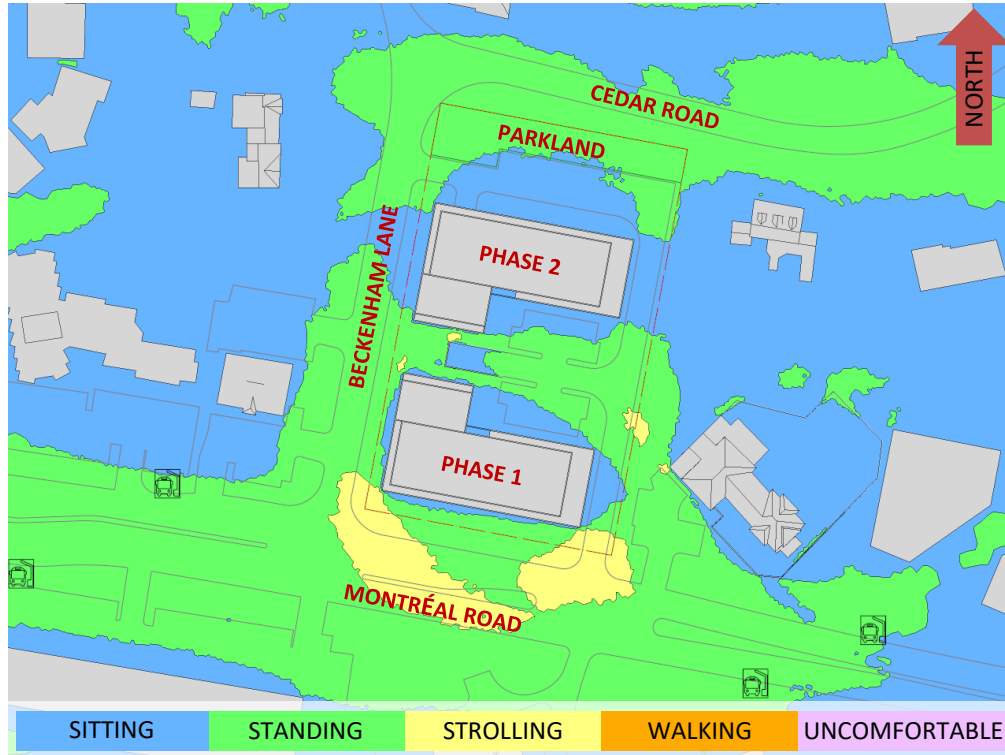 NORTH
CEDAR ROAD
PARKLAND
BECKENHAM LANE
PHASE 2
PHASE 1
MONTRÉAL ROAD
SITTING
STANDING
STROLLING
WALKING
UNCOMFORTABLE